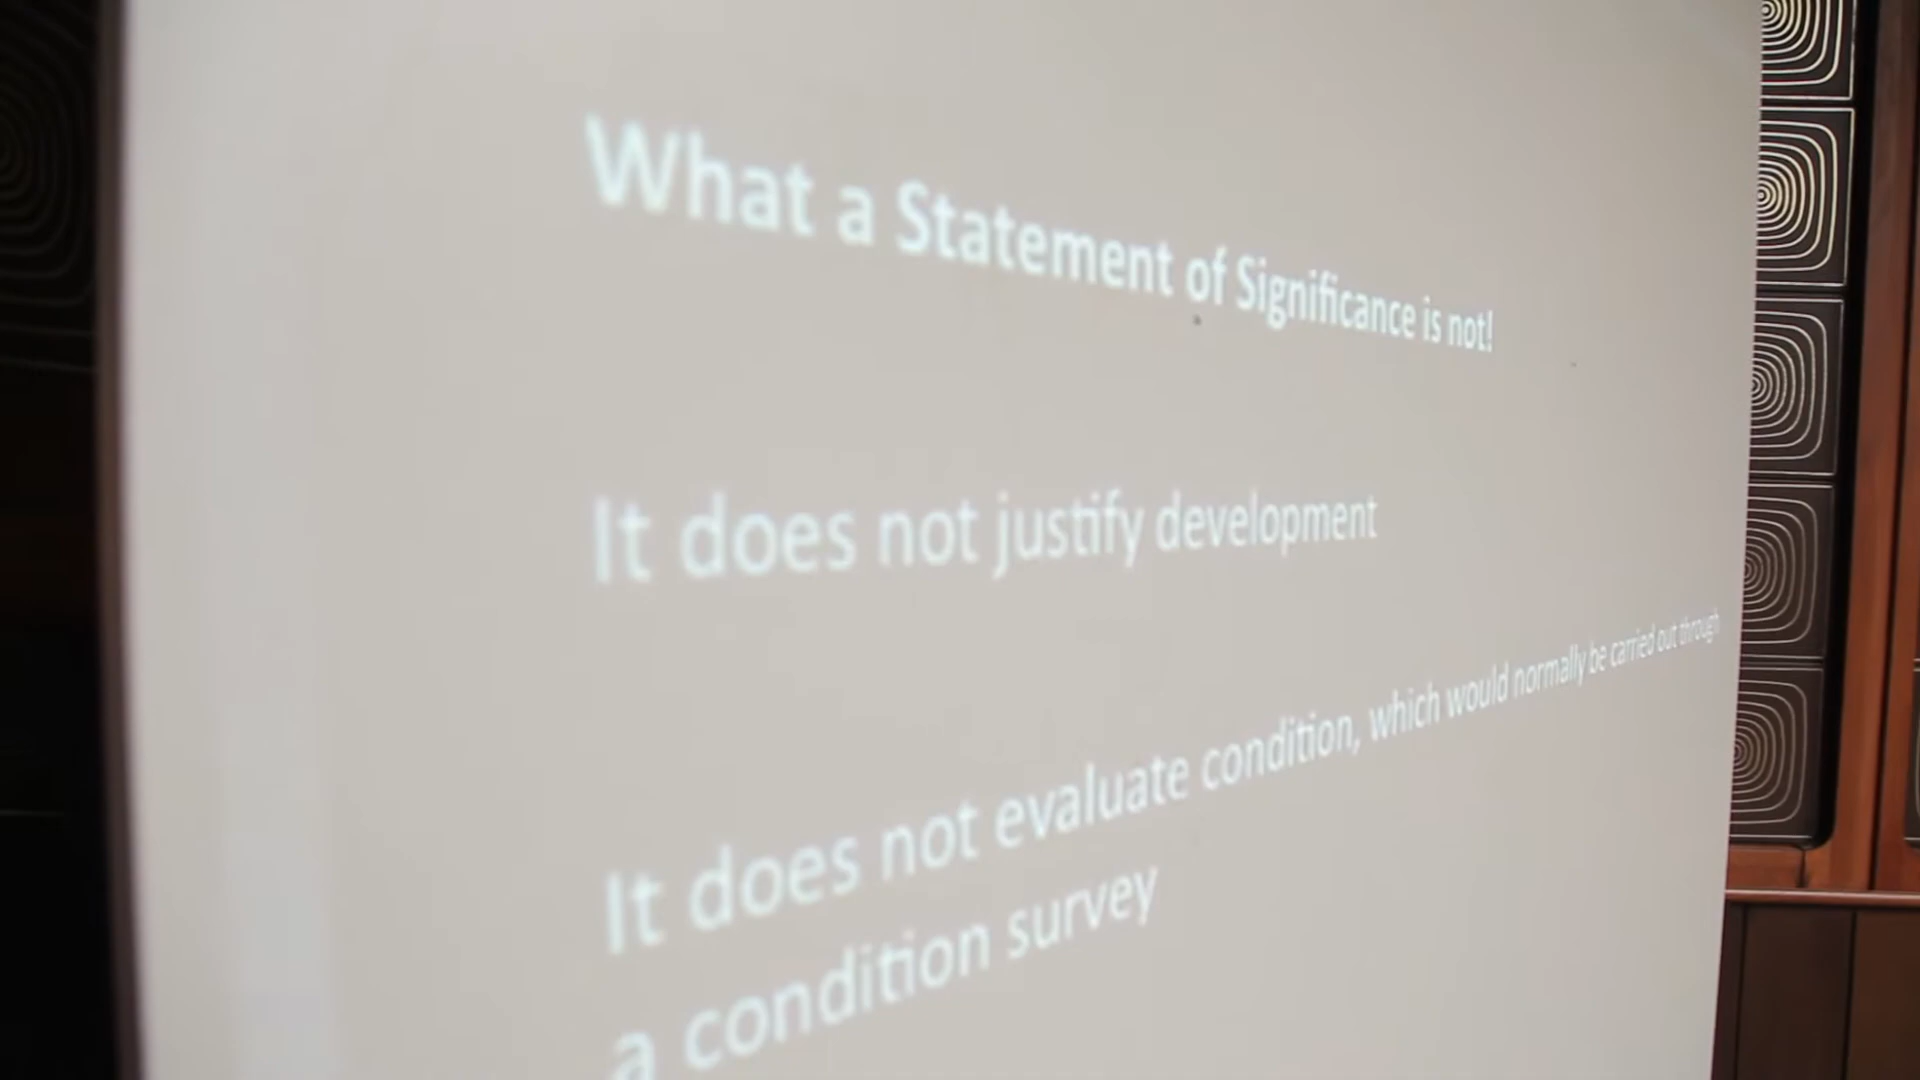 What a Statement of Significance is not!
It does not justify development
It does not evaluate condition, which would normally be carried out through
a condition survey